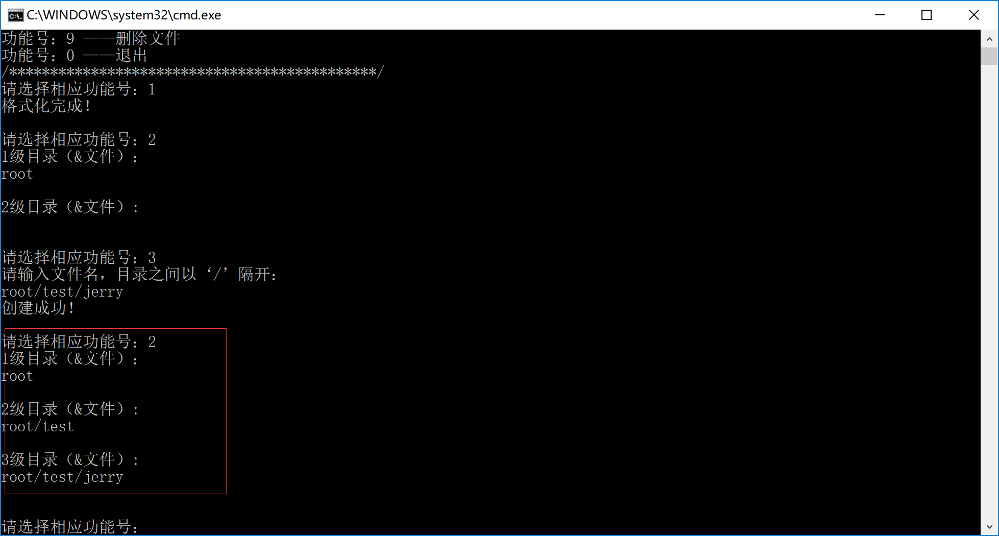 C:\WINDOWS\system32\cmd.exe
功能号：9 ——删除文件
功能号：0 ——退出
/*********************************************/
请选择相应功能号：1
格式化完成！
请选择相应功能号：2
1级目录（&文件）：
root
2级目录（&文件）:
请选择相应功能号：3
请输入文件名，目录之间以‘/’隔开：
root/test/jerry
创建成功！
请选择相应功能号：2
1级目录（&文件）：
root
2级目录（&文件）:
root/test
3级目录（&文件）:
root/test/jerry
请选择相应功能号：